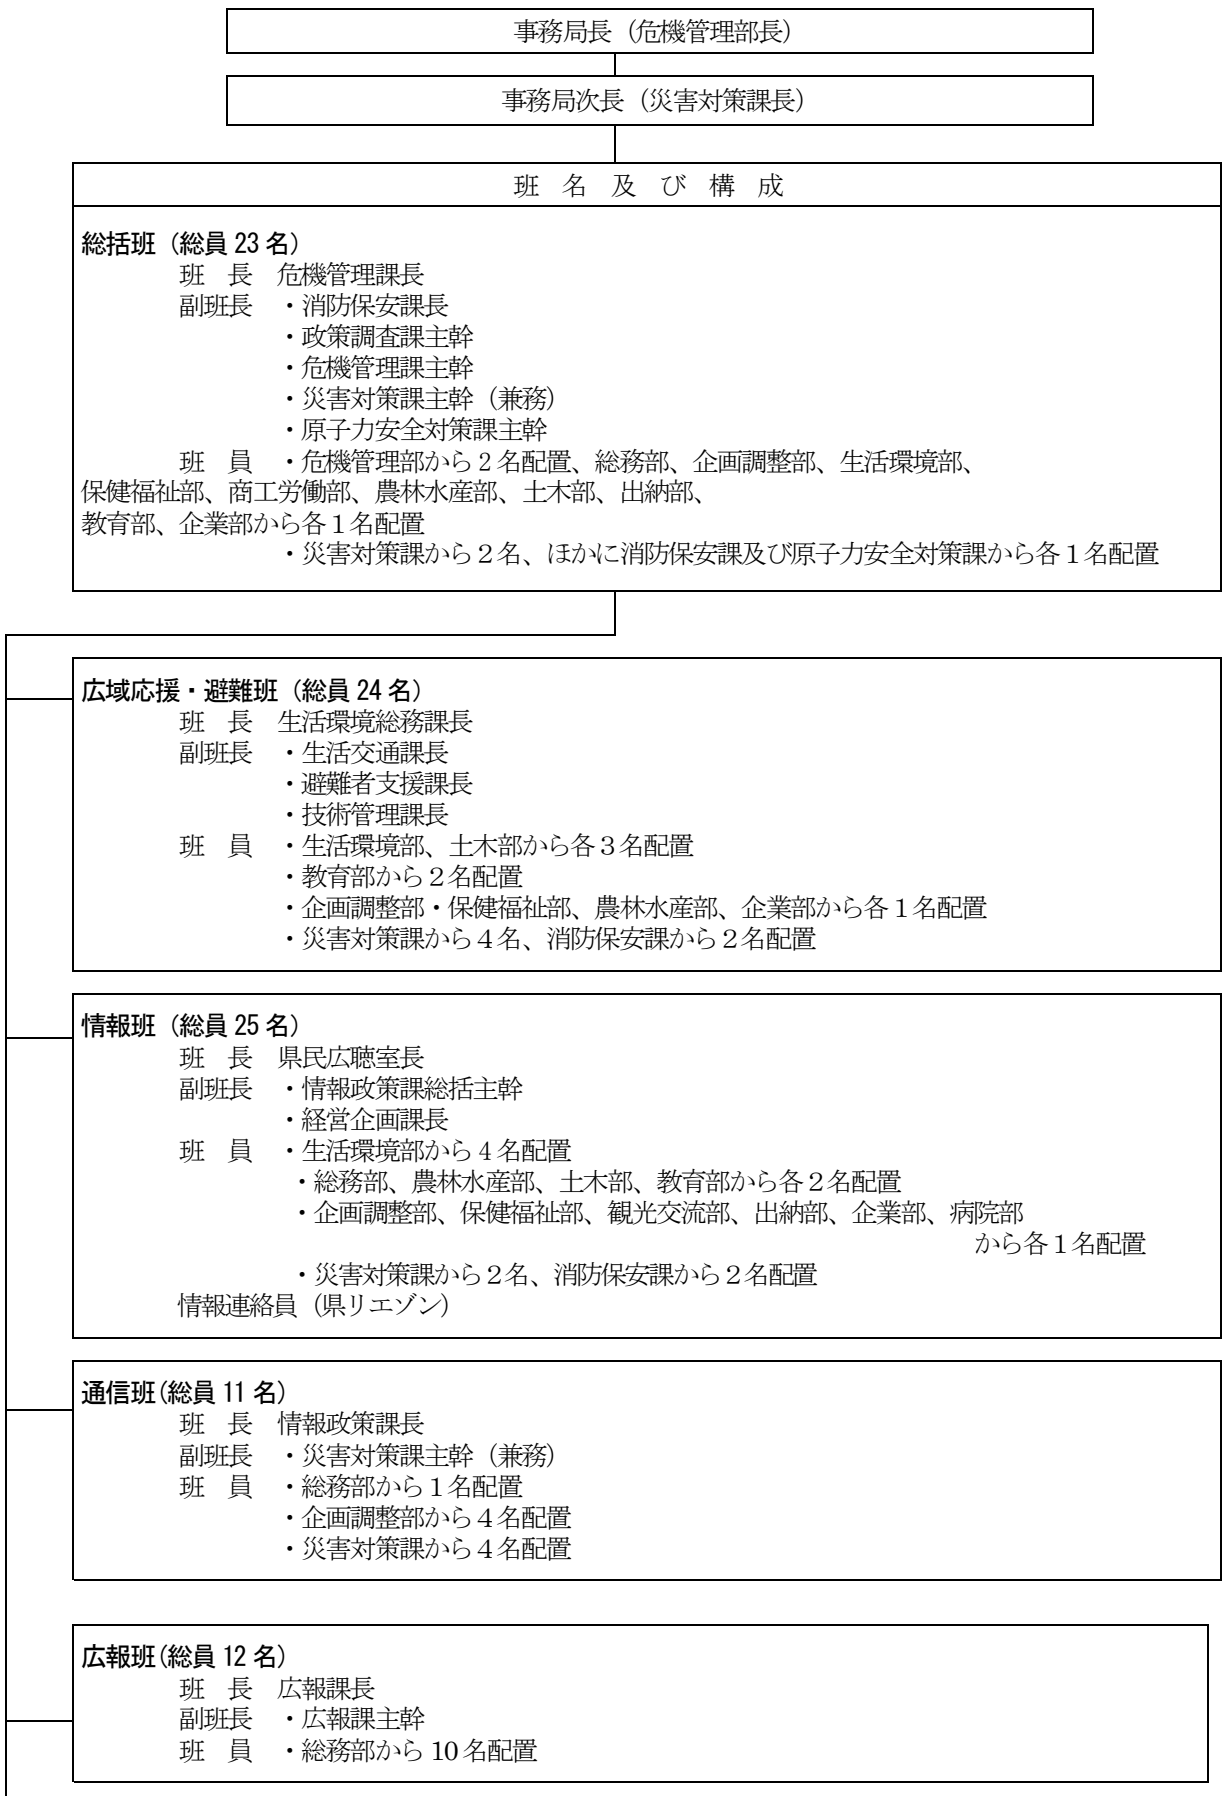 事務局長（危機管理部長）
事務局次長（災害対策課長）
班　名　及　び　構　成
総括班（総員 23 名）
班　長　危機管理課長
副班長　・消防保安課長
・政策調査課主幹
・危機管理課主幹
・災害対策課主幹（兼務）
・原子力安全対策課主幹
班　員　・危機管理部から２名配置、総務部、企画調整部、生活環境部、
保健福祉部、商工労働部、農林水産部、土木部、出納部、
教育部、企業部から各１名配置
・災害対策課から２名、ほかに消防保安課及び原子力安全対策課から各１名配置
広域応援・避難班（総員 24 名）
班　長　生活環境総務課長
副班長　・生活交通課長
・避難者支援課長
・技術管理課長
班　員　・生活環境部、土木部から各３名配置
・教育部から２名配置
・企画調整部・保健福祉部、農林水産部、企業部から各１名配置
・災害対策課から４名、消防保安課から２名配置
情報班（総員 25 名）
班　長　県民広聴室長
副班長　・情報政策課総括主幹
・経営企画課長
班　員　・生活環境部から４名配置
・総務部、農林水産部、土木部、教育部から各２名配置
・企画調整部、保健福祉部、観光交流部、出納部、企業部、病院部
から各１名配置
・災害対策課から２名、消防保安課から２名配置
情報連絡員（県リエゾン）
通信班(総員 11 名)
班　長　情報政策課長
副班長　・災害対策課主幹（兼務）
班　員　・総務部から１名配置
・企画調整部から４名配置
・災害対策課から４名配置
広報班(総員 12 名)
班　長　広報課長
副班長　・広報課主幹
班　員　・総務部から 10 名配置